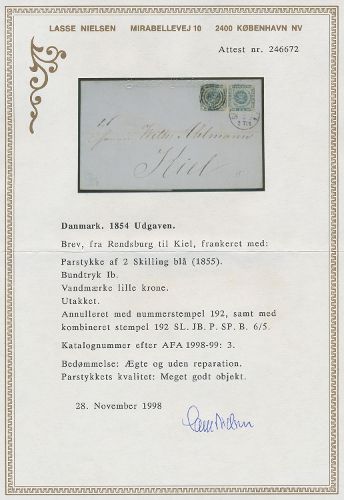 LASSE NIELSEN MIRABELLEVEJ 10 2400 KØBENHAVN NV
Attest nr. 246672
Kiel
Danmark. 1854 Udgaven.
Brev, fra Rendsburg til Kiel, frankeret med:
Parstykke af 2 Skilling blå (1855).
Bundtryk Ib.
Vandmærke lille krone.
Utakket.
Annulleret med nummerstempel 192, samt med
kombineret stempel 192 SL. JB. P. SP. B. 6/5.
Katalognummer efter AFA 1998-99: 3.
Bedømmelse: Ægte og uden reparation.
Parstykkets kvalitet: Meget godt objekt.
28. November 1998
Lasse Nielsen